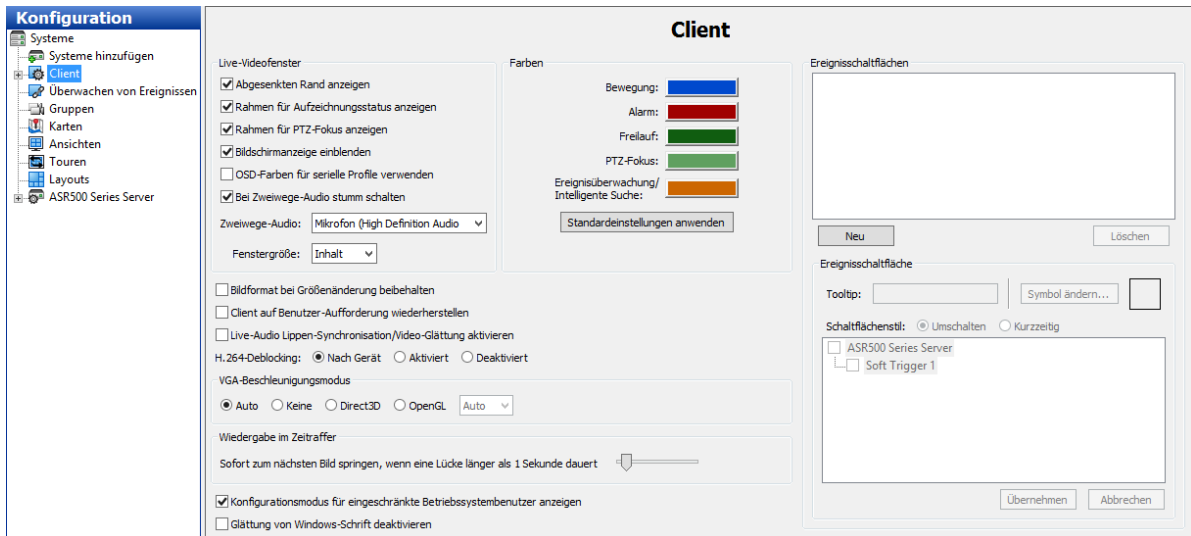 Konfiguration
Systeme
Systeme hinzufügen
Client
Überwachen von Ereignissen
Gruppen
Karten
Ansichten
Touren
Layouts
ASR500 Series Server
Client
Live-Videofenster
Abgesenkten Rand anzeigen
Rahmen für Aufzeichnungsstatus anzeigen
Rahmen für PTZ-Fokus anzeigen
Bildschirmanzeige einblenden
OSD-Farben für serielle Profile verwenden
Bei Zweiwege-Audio stumm schalten
Zweiwege-Audio: Mikrofon (High Definition Audio
Fenstergröße: Inhalt
Farben
Bewegung:
Alarm:
Freilauf:
PTZ-Fokus:
Ereignisüberwachung/
Intelligente Suche:
Standardeinstellungen anwenden
Bildformat bei Größenänderung beibehalten
Client auf Benutzer-Aufforderung wiederherstellen
Live-Audio Lippen-Synchronisation/Video-Glättung aktivieren
H.264-Deblocking: Nach Gerät Aktiviert Deaktiviert
VGA-Beschleunigungsmodus
Auto Keine Direct3D OpenGL Auto
Wiedergabe im Zeitraffer
Sofort zum nächsten Bild springen, wenn eine Lücke länger als 1 Sekunde dauert
Konfigurationsmodus für eingeschränkte Betriebssystembenutzer anzeigen
Glättung von Windows-Schrift deaktivieren
Ereignisschaltflächen
Neu Löschen
Ereignisschaltfläche
Tooltip: Symbol ändern...
Schaltflächenstil: Umschalten Kurzzeitig
ASR500 Series Server
Soft Trigger 1
Übernehmen Abbrechen